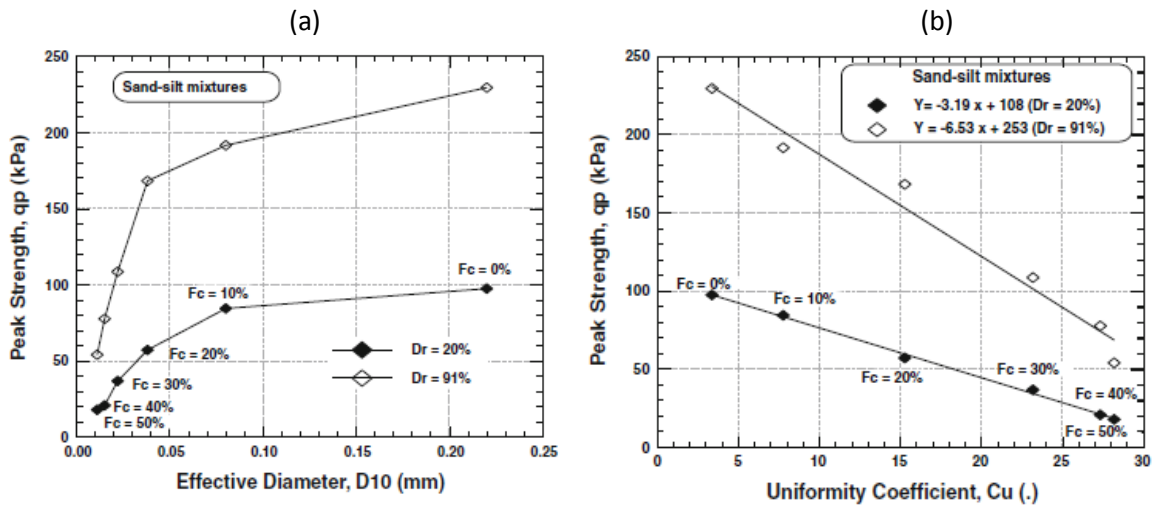 (a)
250
200
150
100
50
0
Peak Strength, qp (kPa)
Sand-silt mixtures
Fc = 0%
Fc = 10%
Fc = 20%
Fc = 30%
Fc = 40%
Fc = 50%
Dr = 20%
Dr = 91%
0.00
0.05
0.10
0.15
0.20
0.25
Effective Diameter, D10 (mm)
(b)
250
200
150
100
50
0
Peak Strength, qp (kPa)
Sand-silt mixtures
Y= -3.19 x + 108 (Dr = 20%)
Y = -6.53 x + 253 (Dr = 91%)
Fc = 0%
Fc = 10%
Fc = 20%
Fc = 30%
Fc = 40%
Fc = 50%
0
5
10
15
20
25
30
Uniformity Coefficient, Cu (.)